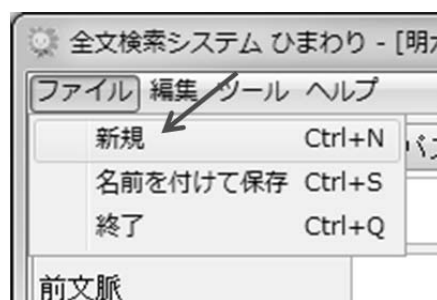 全文検索システム ひまわり - [明
ファイル 編集 ツール ヘルプ
新規 Ctrl+N
名前を付けて保存 Ctrl+S
終了 Ctrl+Q
前文脈